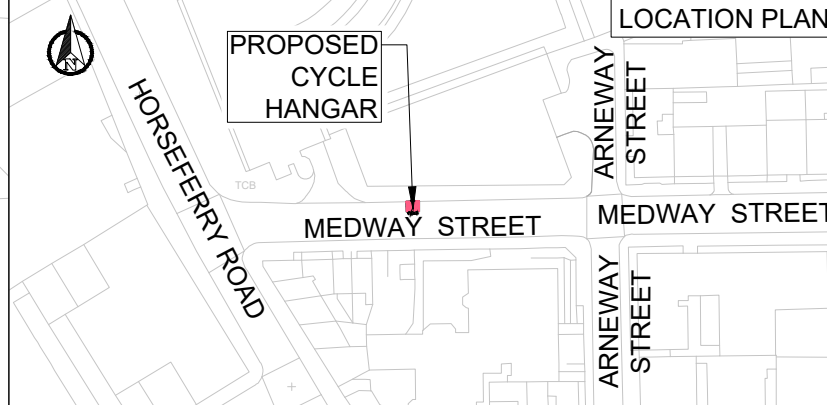 LOCATION PLAN
N
PROPOSED
CYCLE
HANGAR
HORSEFERRY ROAD
TCB
MEDWAY STREET
ARNEWAY
STREET
MEDWAY STREET
ARNEWAY
STREET